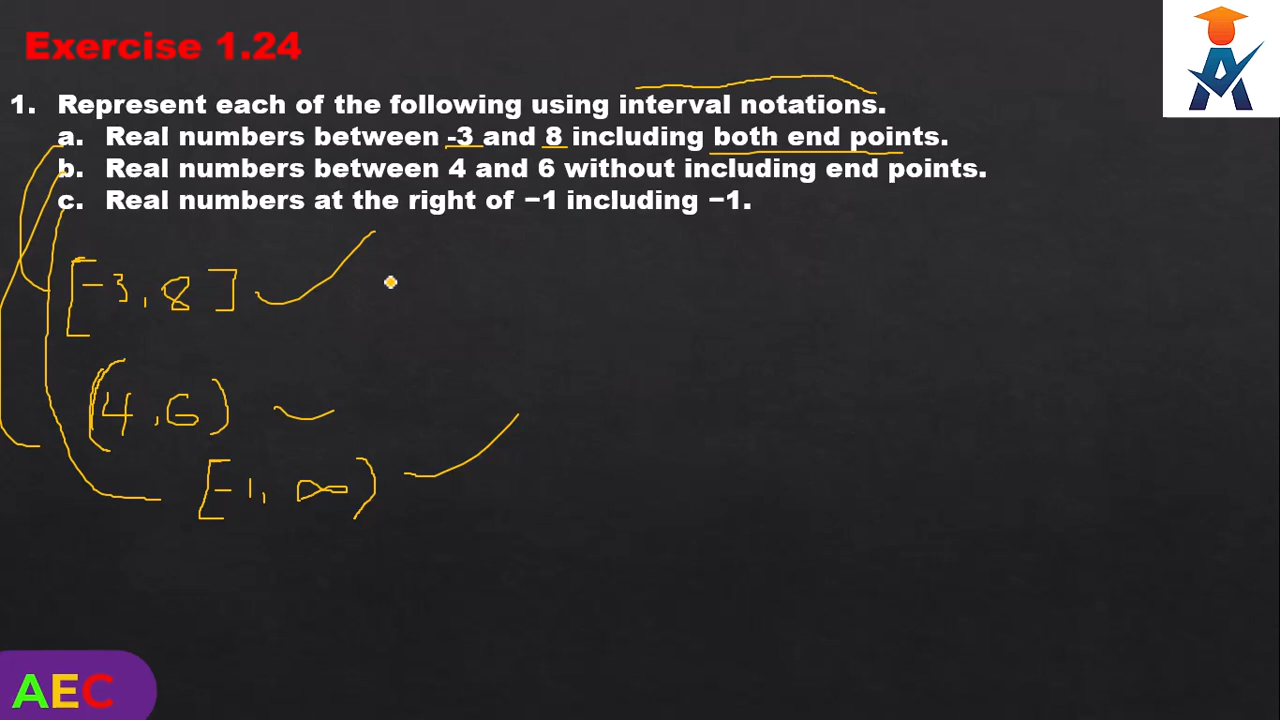 Exercise 1.24
1. Represent each of the following using interval notations.
a. Real numbers between -3 and 8 including both end points.
b. Real numbers between 4 and 6 without including end points.
c. Real numbers at the right of −1 including −1.
[-3, 8]
(4, 6)
[-1, ∞)
AEC